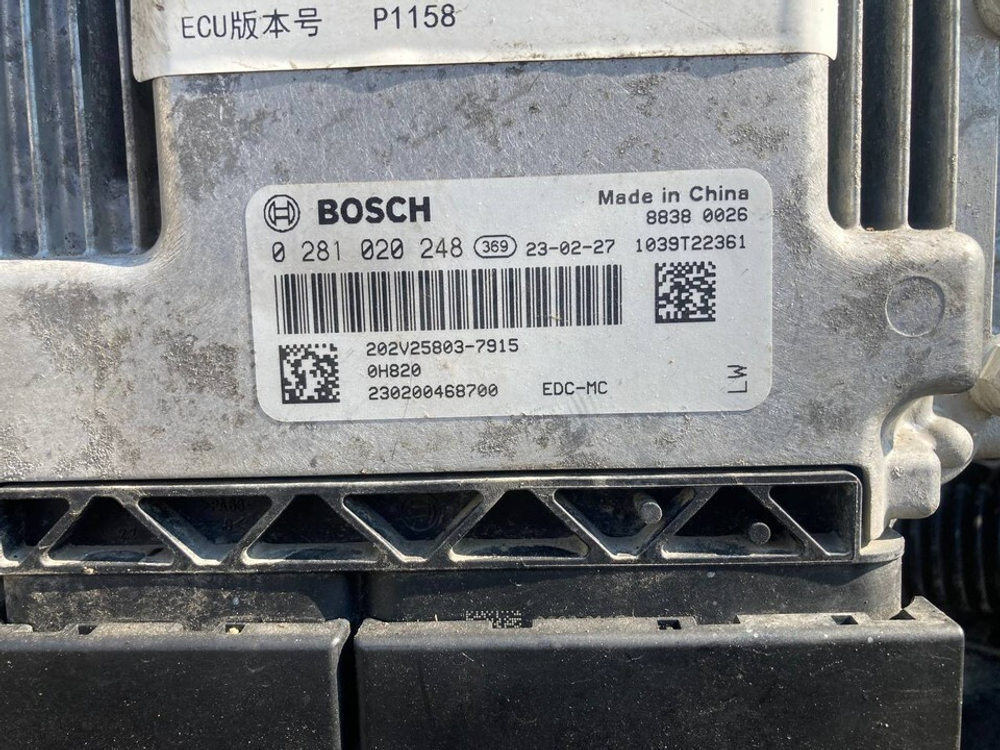 ECU版本号 P1158
BOSCH
Made in China
8838 0026
0 281 020 248 369 23-02-27 1039T22361
202V25803-7915
0H820
230200468700 EDC-MC
LW